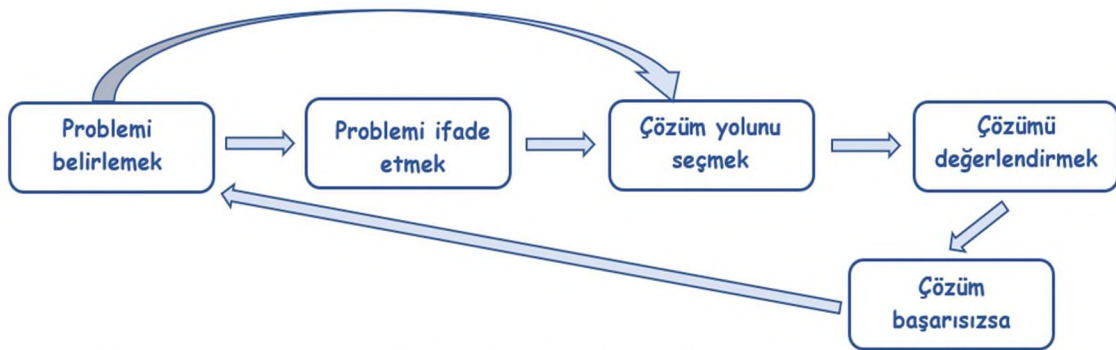 Problemi
belirlemek
Problemi ifade
etmek
Çözüm yolunu
seçmek
Çözümü
değerlendirmek
Çözüm
başarısızsa